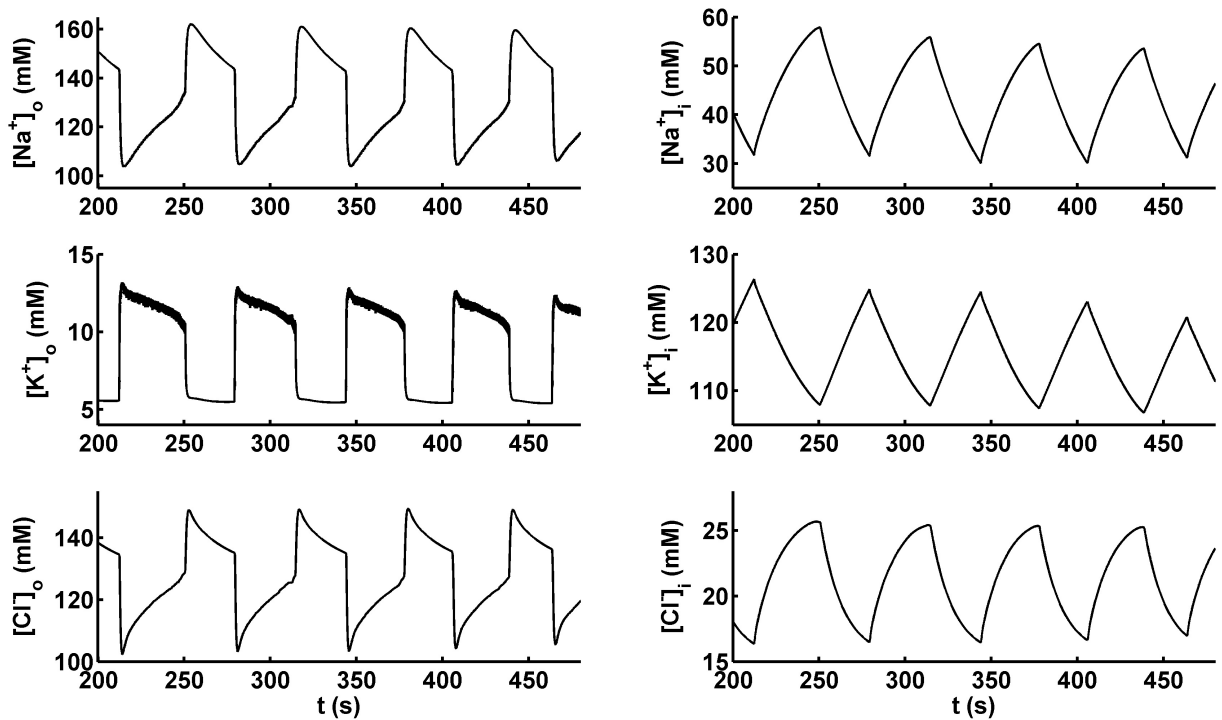 [Na⁺]ₒ (mM)
160
140
120
100
200 250 300 350 400 450
[Na⁺]ᵢ (mM)
60
50
40
30
200 250 300 350 400 450
[K⁺]ₒ (mM)
15
10
5
200 250 300 350 400 450
[K⁺]ᵢ (mM)
130
120
110
200 250 300 350 400 450
[Cl⁻]ₒ (mM)
140
120
100
200 250 300 350 400 450
t (s)
[Cl⁻]ᵢ (mM)
25
20
15
200 250 300 350 400 450
t (s)